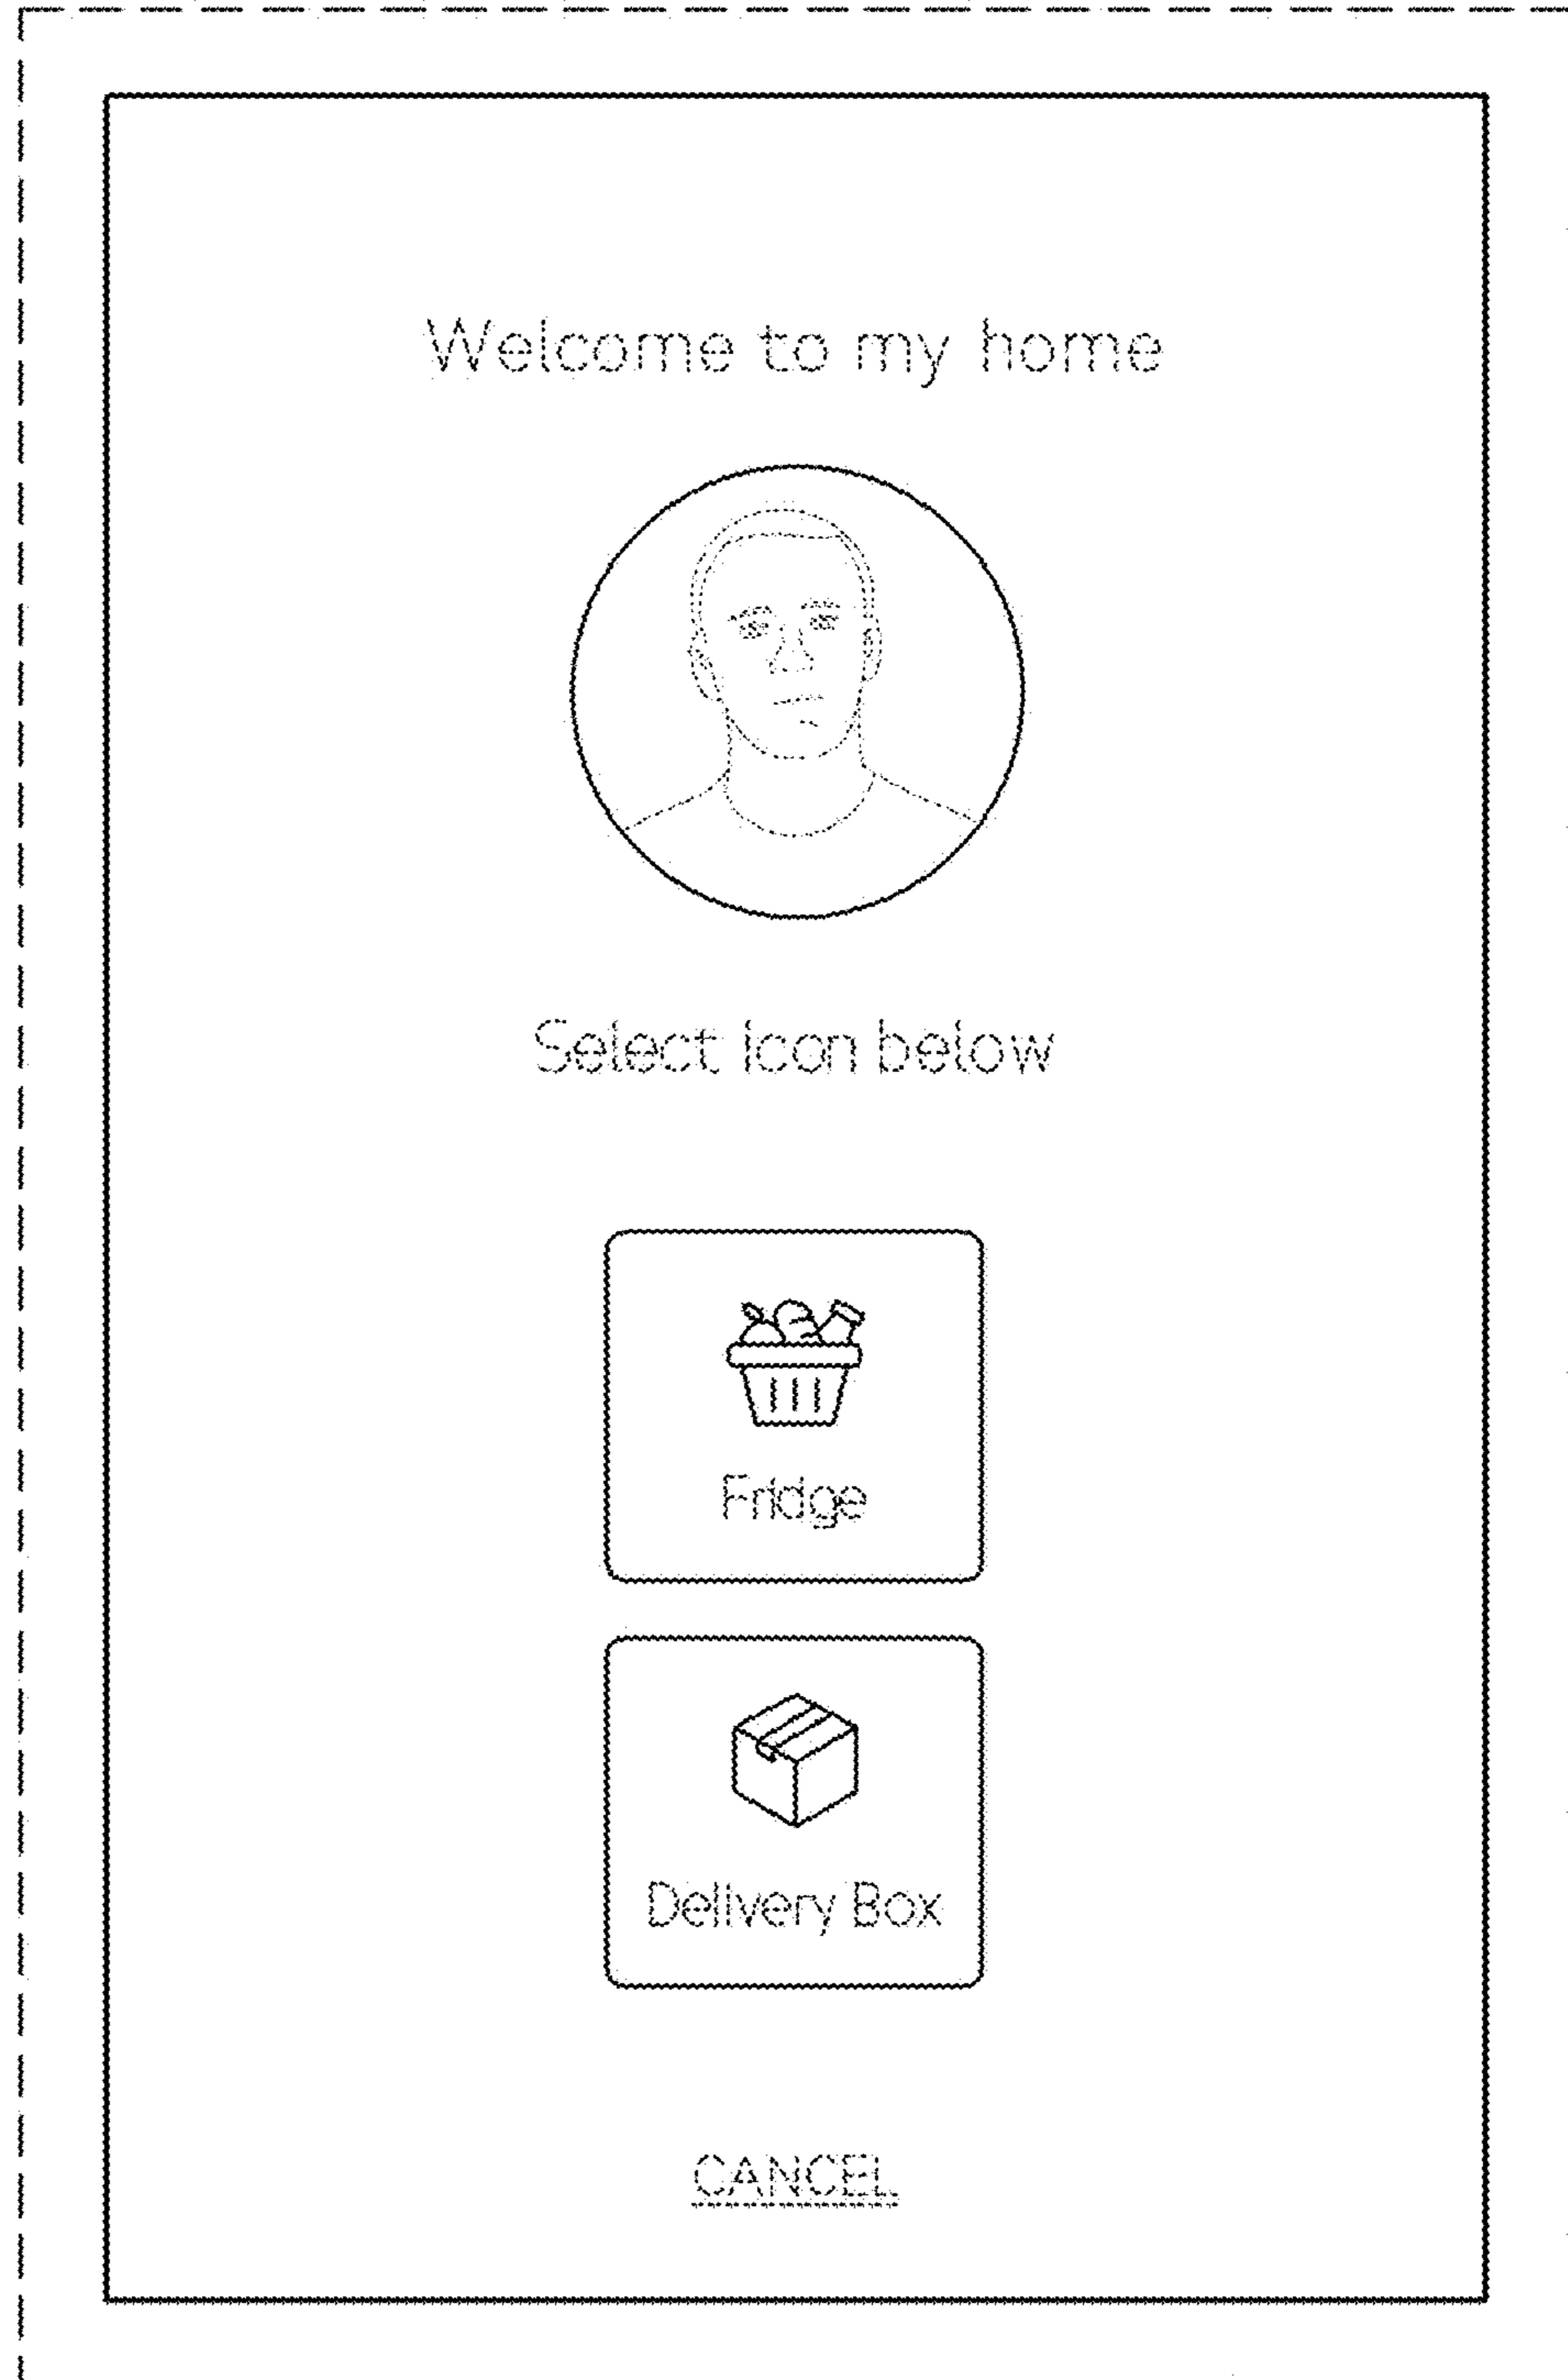 Welcome to my home
Select icon below
Fridge
Delivery Box
CANCEL